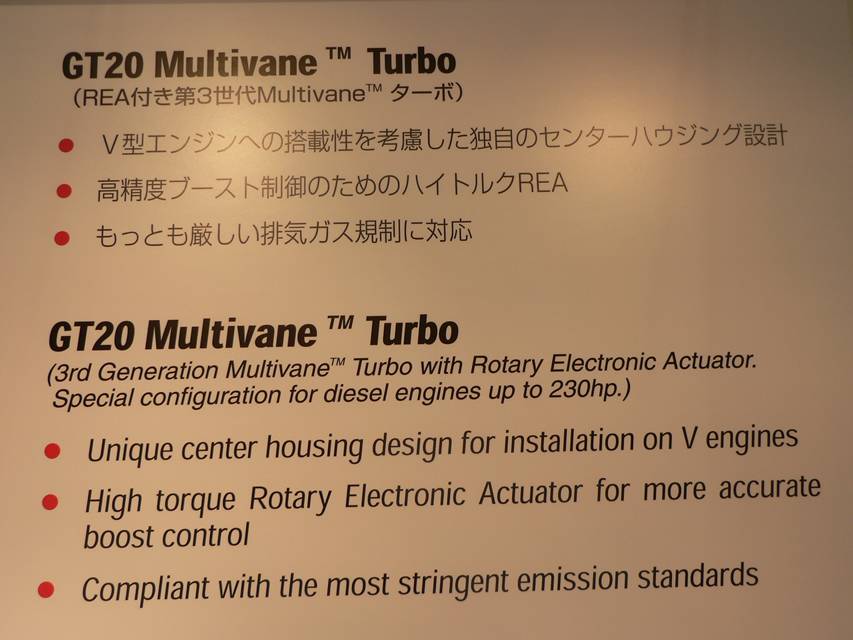 GT20 Multivane™ Turbo
（REA付き第3世代Multivane™ ターボ）
● V型エンジンへの搭載性を考慮した独自のセンターハウジング設計
● 高精度ブースト制御のためのハイトルクREA
● もっとも厳しい排気ガス規制に対応
GT20 Multivane™ Turbo
(3rd Generation Multivane™ Turbo with Rotary Electronic Actuator.
Special configuration for diesel engines up to 230hp.)
● Unique center housing design for installation on V engines
● High torque Rotary Electronic Actuator for more accurate
boost control
● Compliant with the most stringent emission standards